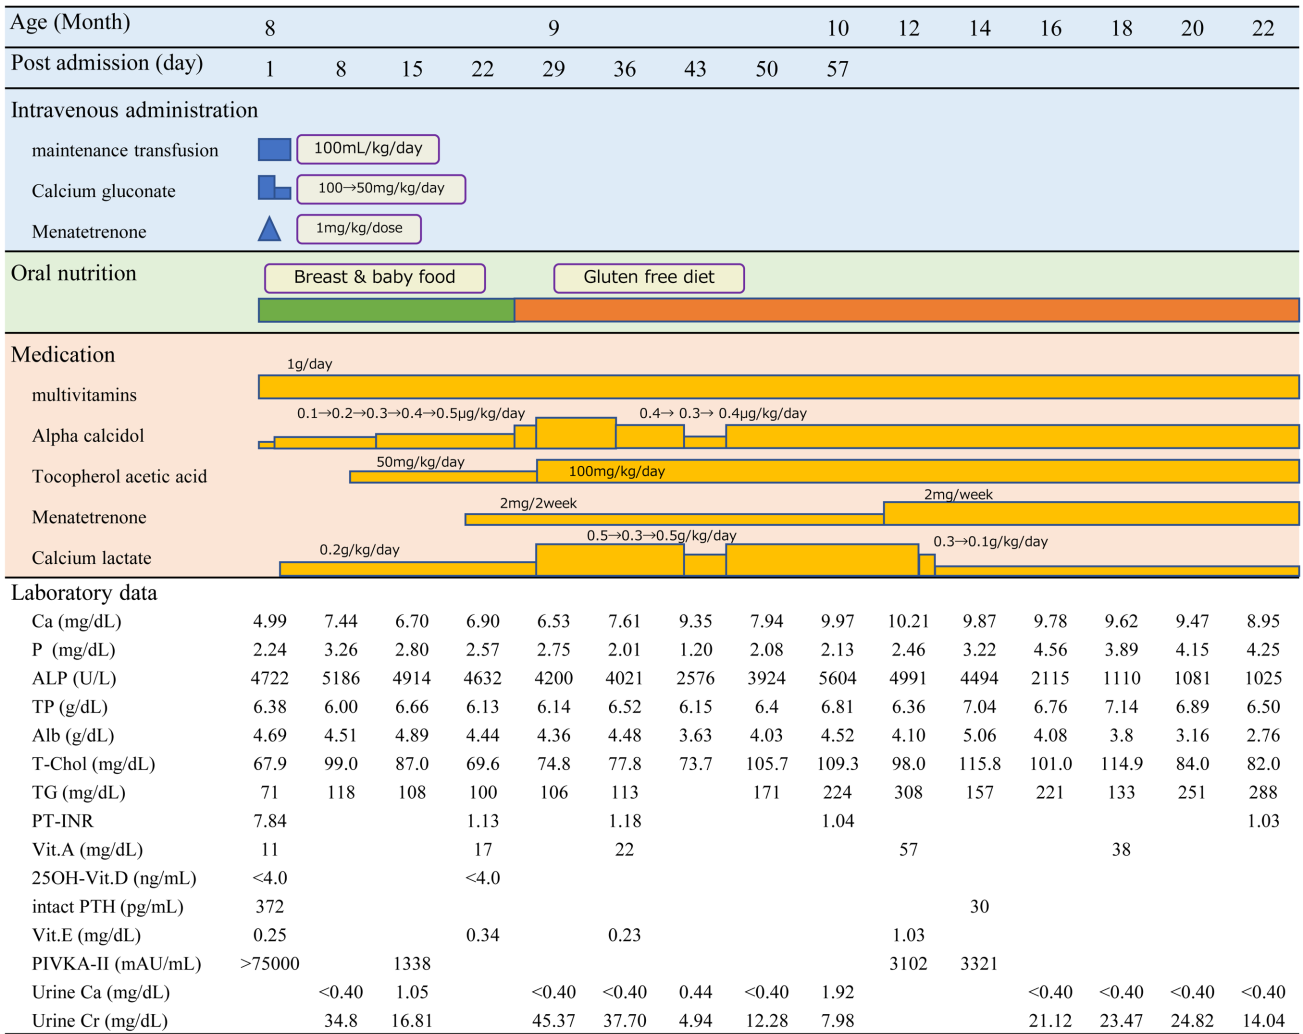 Age (Month) 8 9 10 12 14 16 18 20 22
Post admission (day) 1 8 15 22 29 36 43 50 57
Intravenous administration
maintenance transfusion 100mL/kg/day
Calcium gluconate 100→50mg/kg/day
Menatetrenone 1mg/kg/dose
Oral nutrition Breast & baby food Gluten free diet
Medication
1g/day
multivitamins
0.1→0.2→0.3→0.4→0.5µg/kg/day 0.4→ 0.3→ 0.4µg/kg/day
Alpha calcidol
50mg/kg/day 100mg/kg/day
Tocopherol acetic acid
2mg/2week 2mg/week
Menatetrenone
0.2g/kg/day 0.5→0.3→0.5g/kg/day 0.3→0.1g/kg/day
Calcium lactate
Laboratory data
Ca (mg/dL) 4.99 7.44 6.70 6.90 6.53 7.61 9.35 7.94 9.97 10.21 9.87 9.78 9.62 9.47 8.95
P (mg/dL) 2.24 3.26 2.80 2.57 2.75 2.01 1.20 2.08 2.13 2.46 3.22 4.56 3.89 4.15 4.25
ALP (U/L) 4722 5186 4914 4632 4200 4021 2576 3924 5604 4991 4494 2115 1110 1081 1025
TP (g/dL) 6.38 6.00 6.66 6.13 6.14 6.52 6.15 6.4 6.81 6.36 7.04 6.76 7.14 6.89 6.50
Alb (g/dL) 4.69 4.51 4.89 4.44 4.36 4.48 3.63 4.03 4.52 4.10 5.06 4.08 3.8 3.16 2.76
T-Chol (mg/dL) 67.9 99.0 87.0 69.6 74.8 77.8 73.7 105.7 109.3 98.0 115.8 101.0 114.9 84.0 82.0
TG (mg/dL) 71 118 108 100 106 113 171 224 308 157 221 133 251 288
PT-INR 7.84 1.13 1.18 1.04 1.03
Vit.A (mg/dL) 11 17 22 57 38
25OH-Vit.D (ng/mL) <4.0 <4.0
intact PTH (pg/mL) 372 30
Vit.E (mg/dL) 0.25 0.34 0.23 1.03
PIVKA-II (mAU/mL) >75000 1338 3102 3321
Urine Ca (mg/dL) <0.40 1.05 <0.40 <0.40 0.44 <0.40 1.92 <0.40 <0.40 <0.40 <0.40
Urine Cr (mg/dL) 34.8 16.81 45.37 37.70 4.94 12.28 7.98 21.12 23.47 24.82 14.04